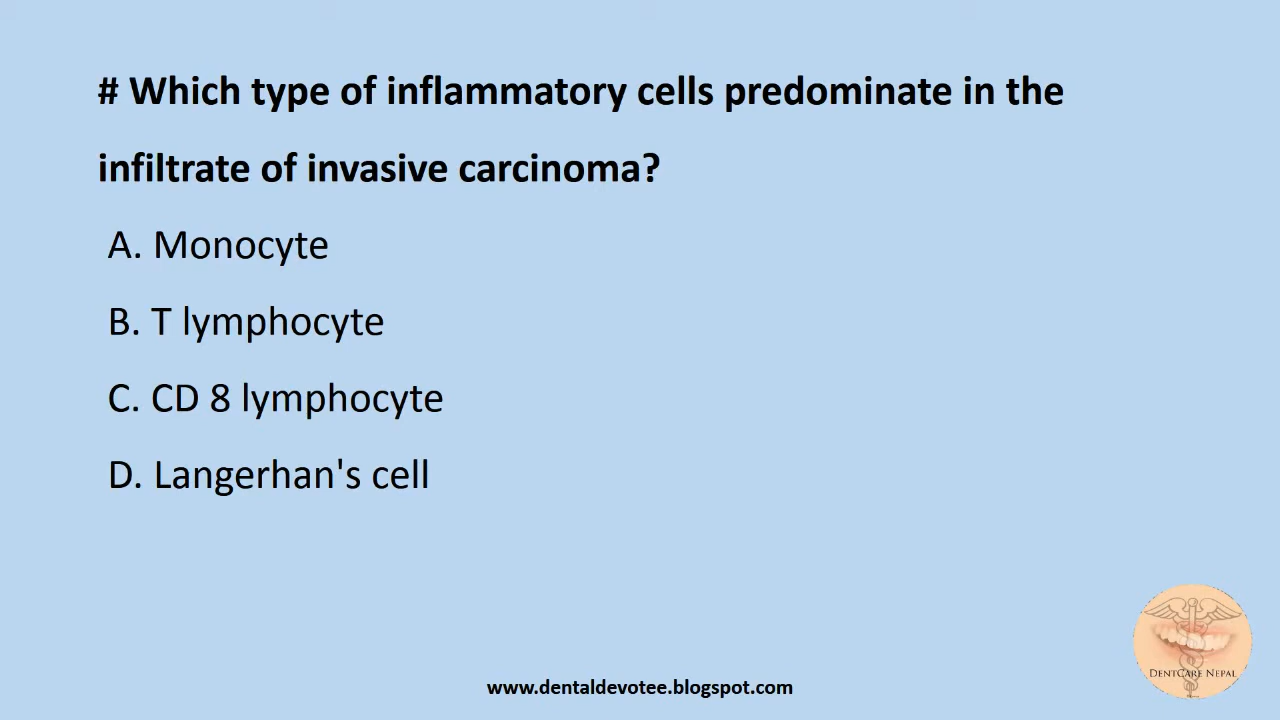 # Which type of inflammatory cells predominate in the
infiltrate of invasive carcinoma?
A. Monocyte
B. T lymphocyte
C. CD 8 lymphocyte
D. Langerhan's cell
DENTCARE NEPAL
www.dentaldevotee.blogspot.com